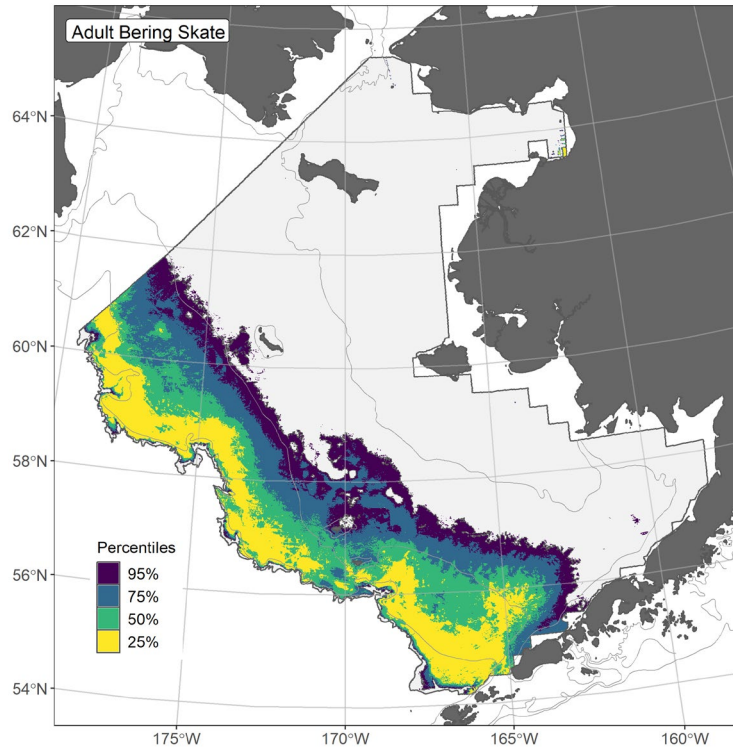 Adult Bering Skate
64°N
62°N
60°N
58°N
56°N
54°N
Percentiles
95%
75%
50%
25%
175°W
170°W
165°W
160°W